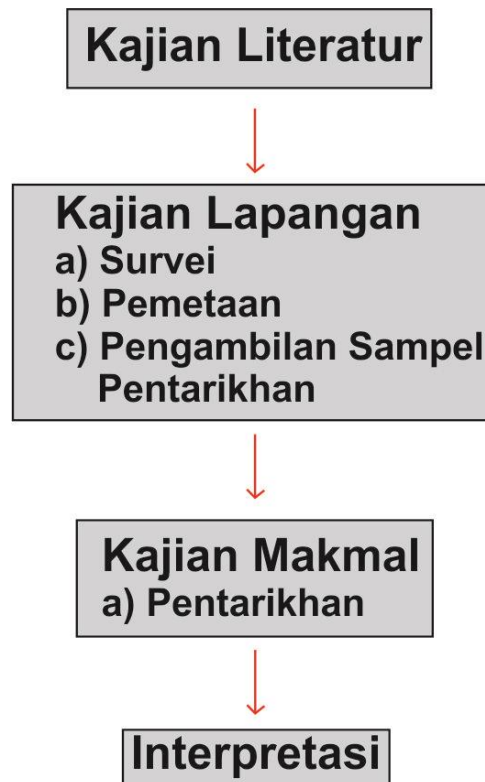 Kajian Literatur
Kajian Lapangan
a) Survei
b) Pemetaan
c) Pengambilan Sampel
Pentarikhan
Kajian Makmal
a) Pentarikhan
Interpretasi